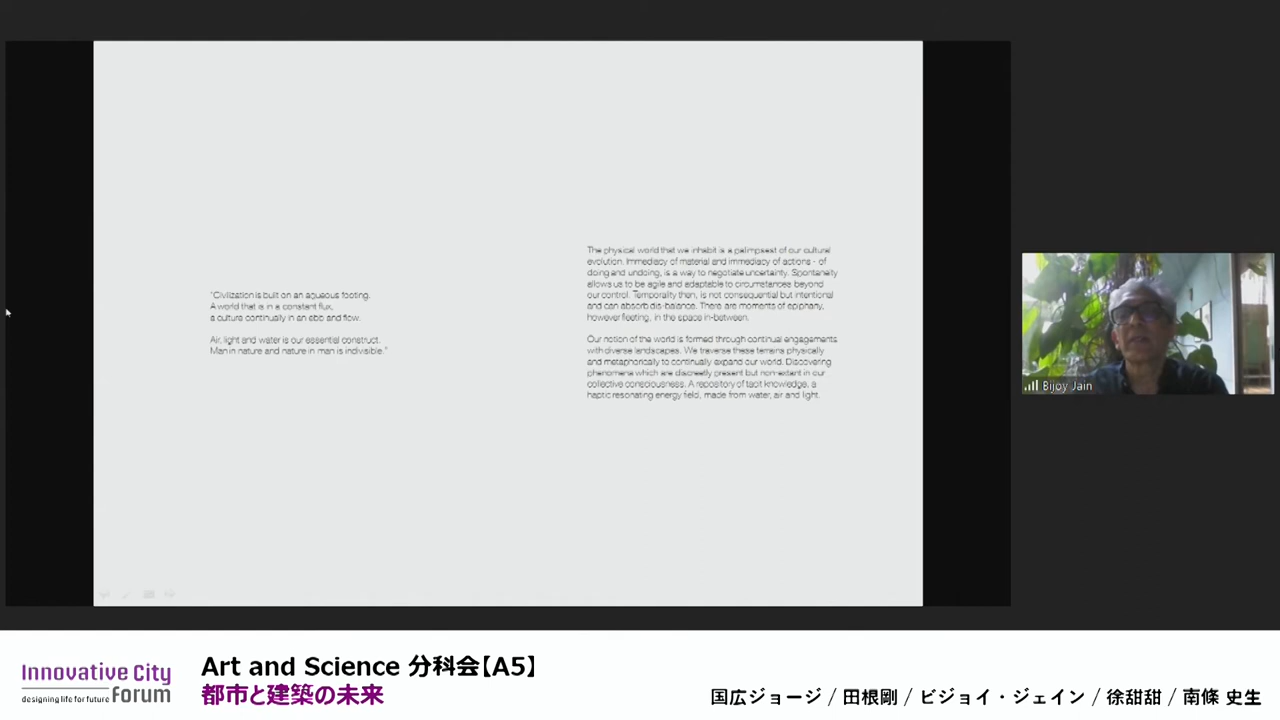 "Civilization is built on an aqueous footing.
A world that is in a constant flux,
a culture continually in an ebb and flow.
Air, light and water is our essential construct.
Man in nature and nature in man is indivisible."
The physical world that we inhabit is a palimpsest of our cultural
evolution. Immediacy of material and immediacy of actions - of
doing and undoing, is a way to negotiate uncertainty. Spontaneity
allows us to be agile and adaptable to circumstances beyond
our control. Temporality then, is not consequential but intentional
and can absorb dis-balance. There are moments of epiphany,
however fleeting, in the space in-between.
Our notion of the world is formed through continual engagements
with diverse landscapes. We traverse these terrains physically
and metaphorically to continually expand our world. Discovering
phenomena which are discreetly present but non-extant in our
collective consciousness. A repository of tacit knowledge, a
haptic resonating energy field, made from water, air and light.
Bijoy Jain
Innovative City
designing life for future Forum
Art and Science 分科会【A5】
都市と建築の未来
国広ジョージ / 田根剛 / ビジョイ・ジェイン / 徐甜甜 / 南條 史生